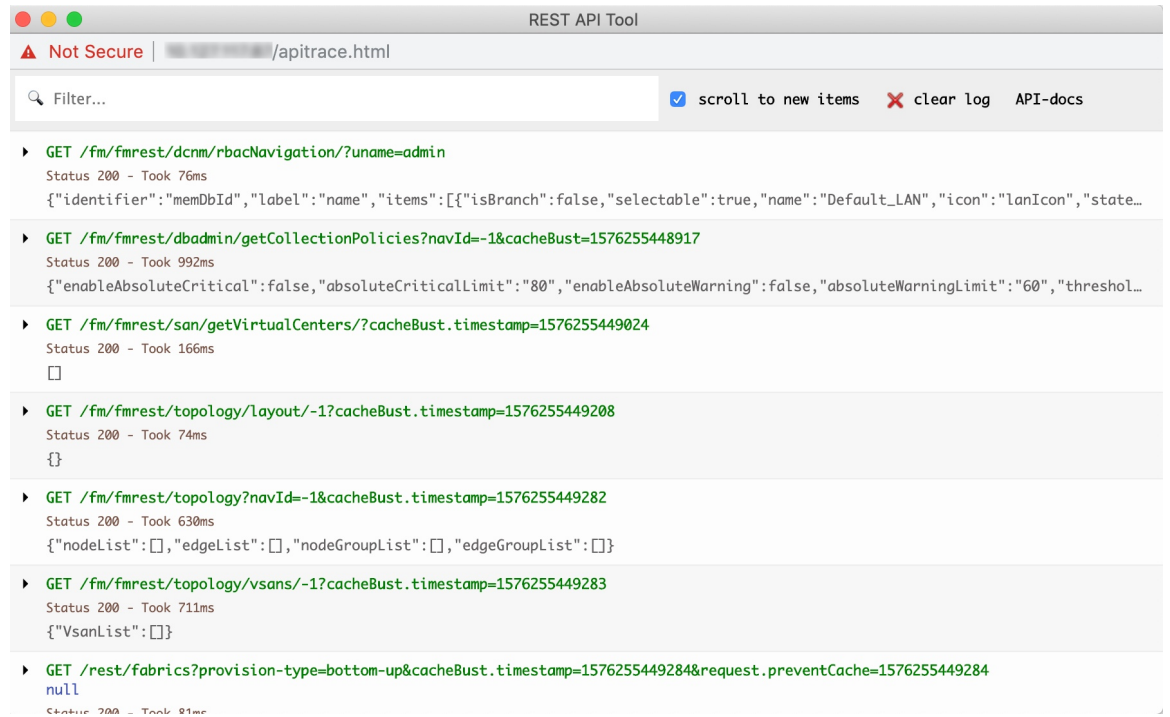 REST API Tool
Not Secure /apitrace.html
Filter... scroll to new items clear log API-docs
GET /fm/fmrest/dcnm/rbacNavigation/?uname=admin
Status 200 - Took 76ms
{"identifier":"memDbId","label":"name","items":[{"isBranch":false,"selectable":true,"name":"Default_LAN","icon":"lanIcon","state…
GET /fm/fmrest/dbadmin/getCollectionPolicies?navId=-1&cacheBust=1576255448917
Status 200 - Took 992ms
{"enableAbsoluteCritical":false,"absoluteCriticalLimit":"80","enableAbsoluteWarning":false,"absoluteWarningLimit":"60","threshol…
GET /fm/fmrest/san/getVirtualCenters/?cacheBust.timestamp=1576255449024
Status 200 - Took 166ms
[]
GET /fm/fmrest/topology/layout/-1?cacheBust.timestamp=1576255449208
Status 200 - Took 74ms
{}
GET /fm/fmrest/topology?navId=-1&cacheBust.timestamp=1576255449282
Status 200 - Took 630ms
{"nodeList":[],"edgeList":[],"nodeGroupList":[],"edgeGroupList":[]}
GET /fm/fmrest/topology/vsans/-1?cacheBust.timestamp=1576255449283
Status 200 - Took 711ms
{"VsanList":[]}
GET /rest/fabrics?provision-type=bottom-up&cacheBust.timestamp=1576255449284&request.preventCache=1576255449284
null
Status 200 - Took 81ms